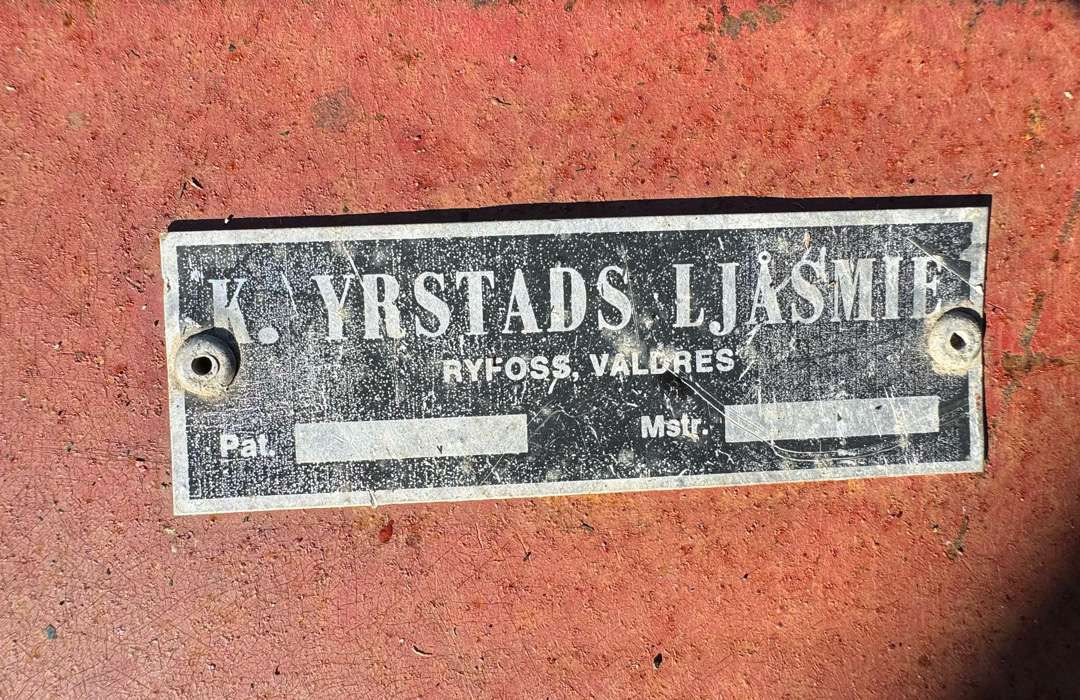 K. YRSTADS LJÅSMIE
RYFOSS, VALDRES
Pat. Mstr.